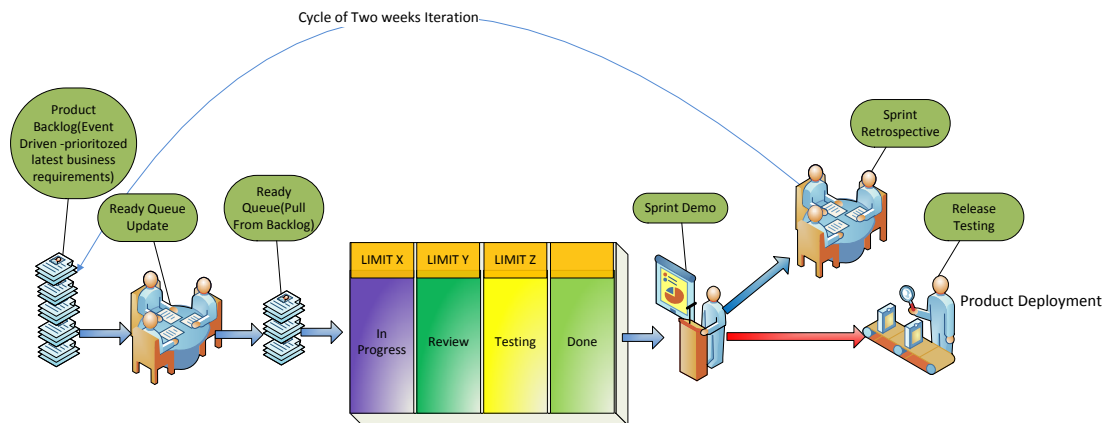 Cycle of Two weeks Iteration
Product
Backlog(Event
Driven -prioritozed
latest business
requirements)
Ready Queue
Update
Ready
Queue(Pull
From Backlog)
LIMIT X
LIMIT Y
LIMIT Z
In
Progress
Review
Testing
Done
Sprint Demo
Sprint
Retrospective
Release
Testing
Product Deployment